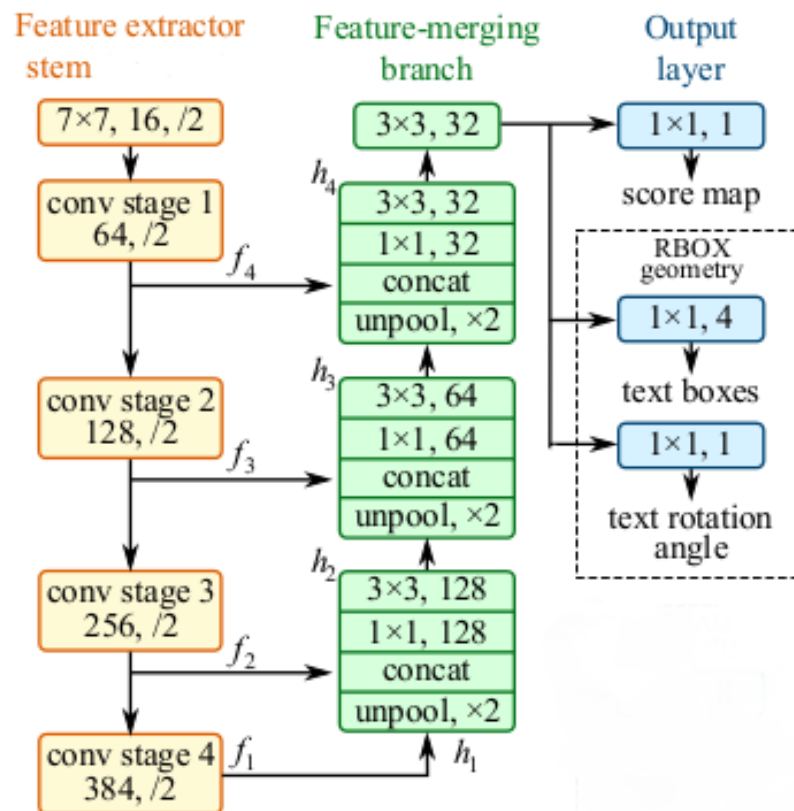 Feature extractor
stem
7×7, 16, /2
conv stage 1
64, /2
f4
conv stage 2
128, /2
f3
conv stage 3
256, /2
f2
conv stage 4
384, /2
f1
Feature-merging
branch
3×3, 32
h4
3×3, 32
1×1, 32
concat
unpool, ×2
h3
3×3, 64
1×1, 64
concat
unpool, ×2
h2
3×3, 128
1×1, 128
concat
unpool, ×2
h1
Output
layer
1×1, 1
score map
RBOX
geometry
1×1, 4
text boxes
1×1, 1
text rotation
angle